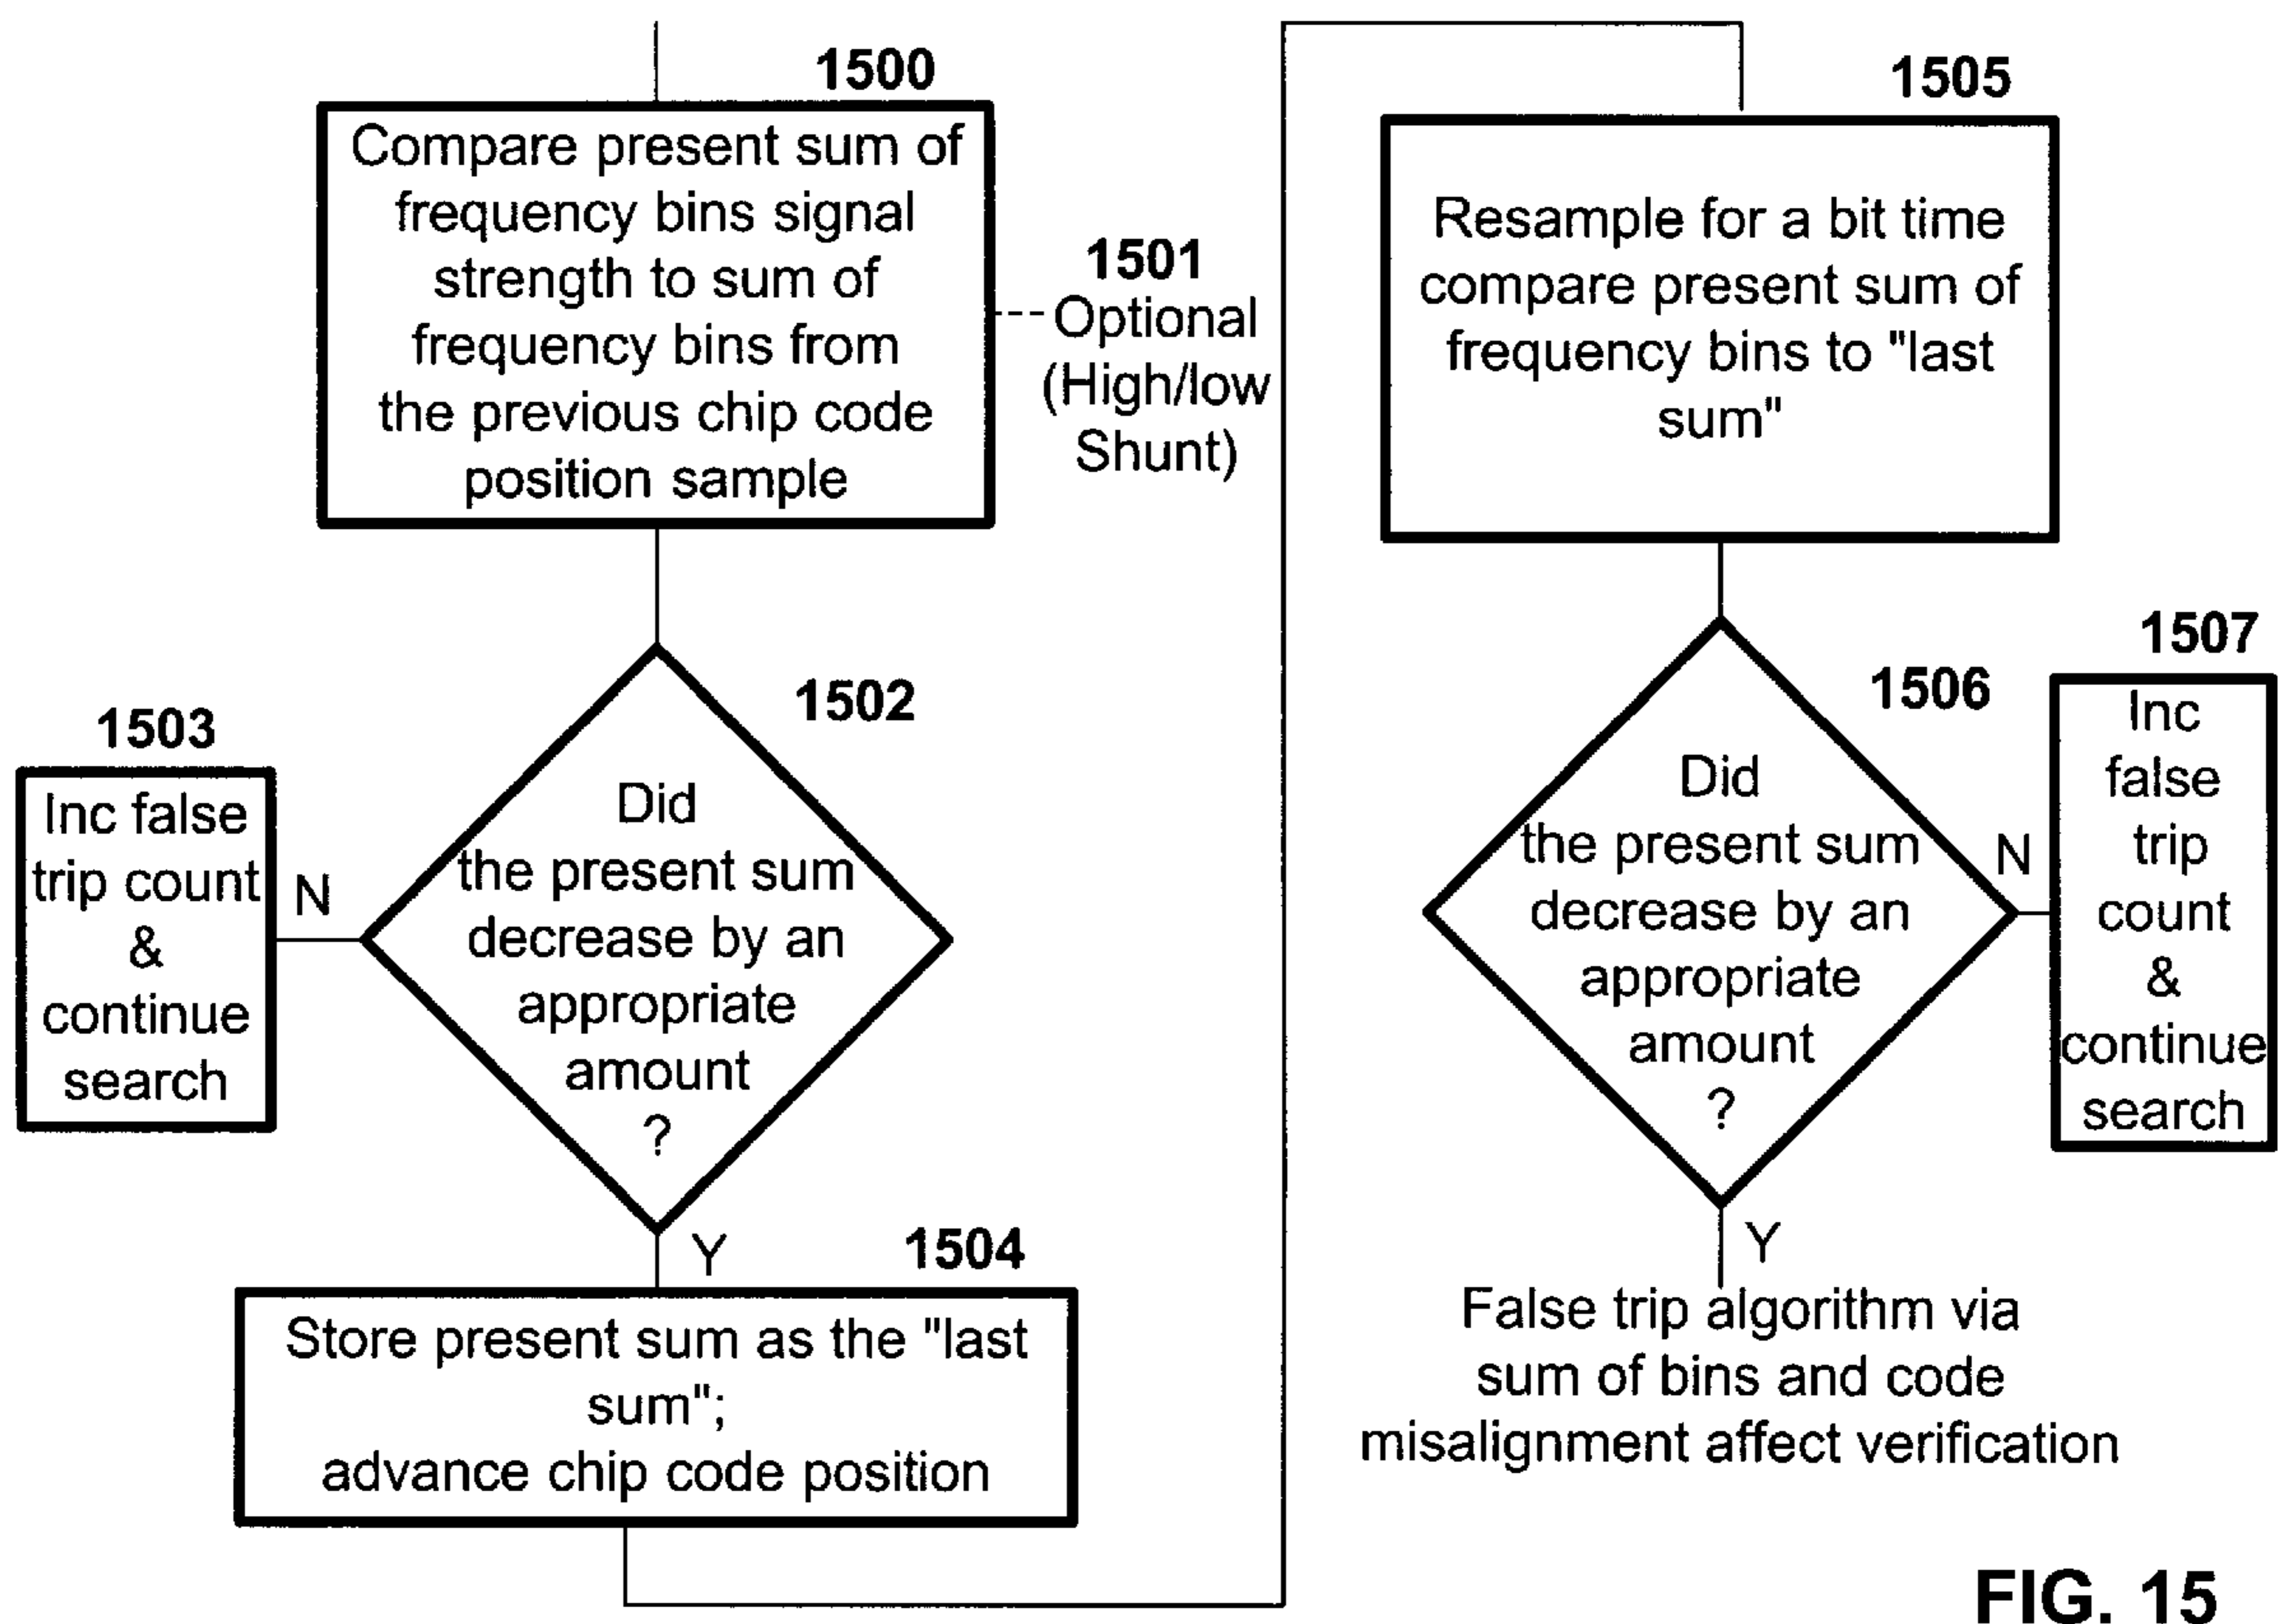 1500
Compare present sum of
frequency bins signal
strength to sum of
frequency bins from
the previous chip code
position sample
1501
Optional
(High/low
Shunt)
1502
Did
the present sum
decrease by an
appropriate
amount
?
N
1503
Inc false
trip count
&
continue
search
Y
1504
Store present sum as the "last
sum";
advance chip code position
1505
Resample for a bit time
compare present sum of
frequency bins to "last
sum"
1506
Did
the present sum
decrease by an
appropriate
amount
?
N
1507
Inc
false
trip
count
&
continue
search
Y
False trip algorithm via
sum of bins and code
misalignment affect verification
FIG. 15